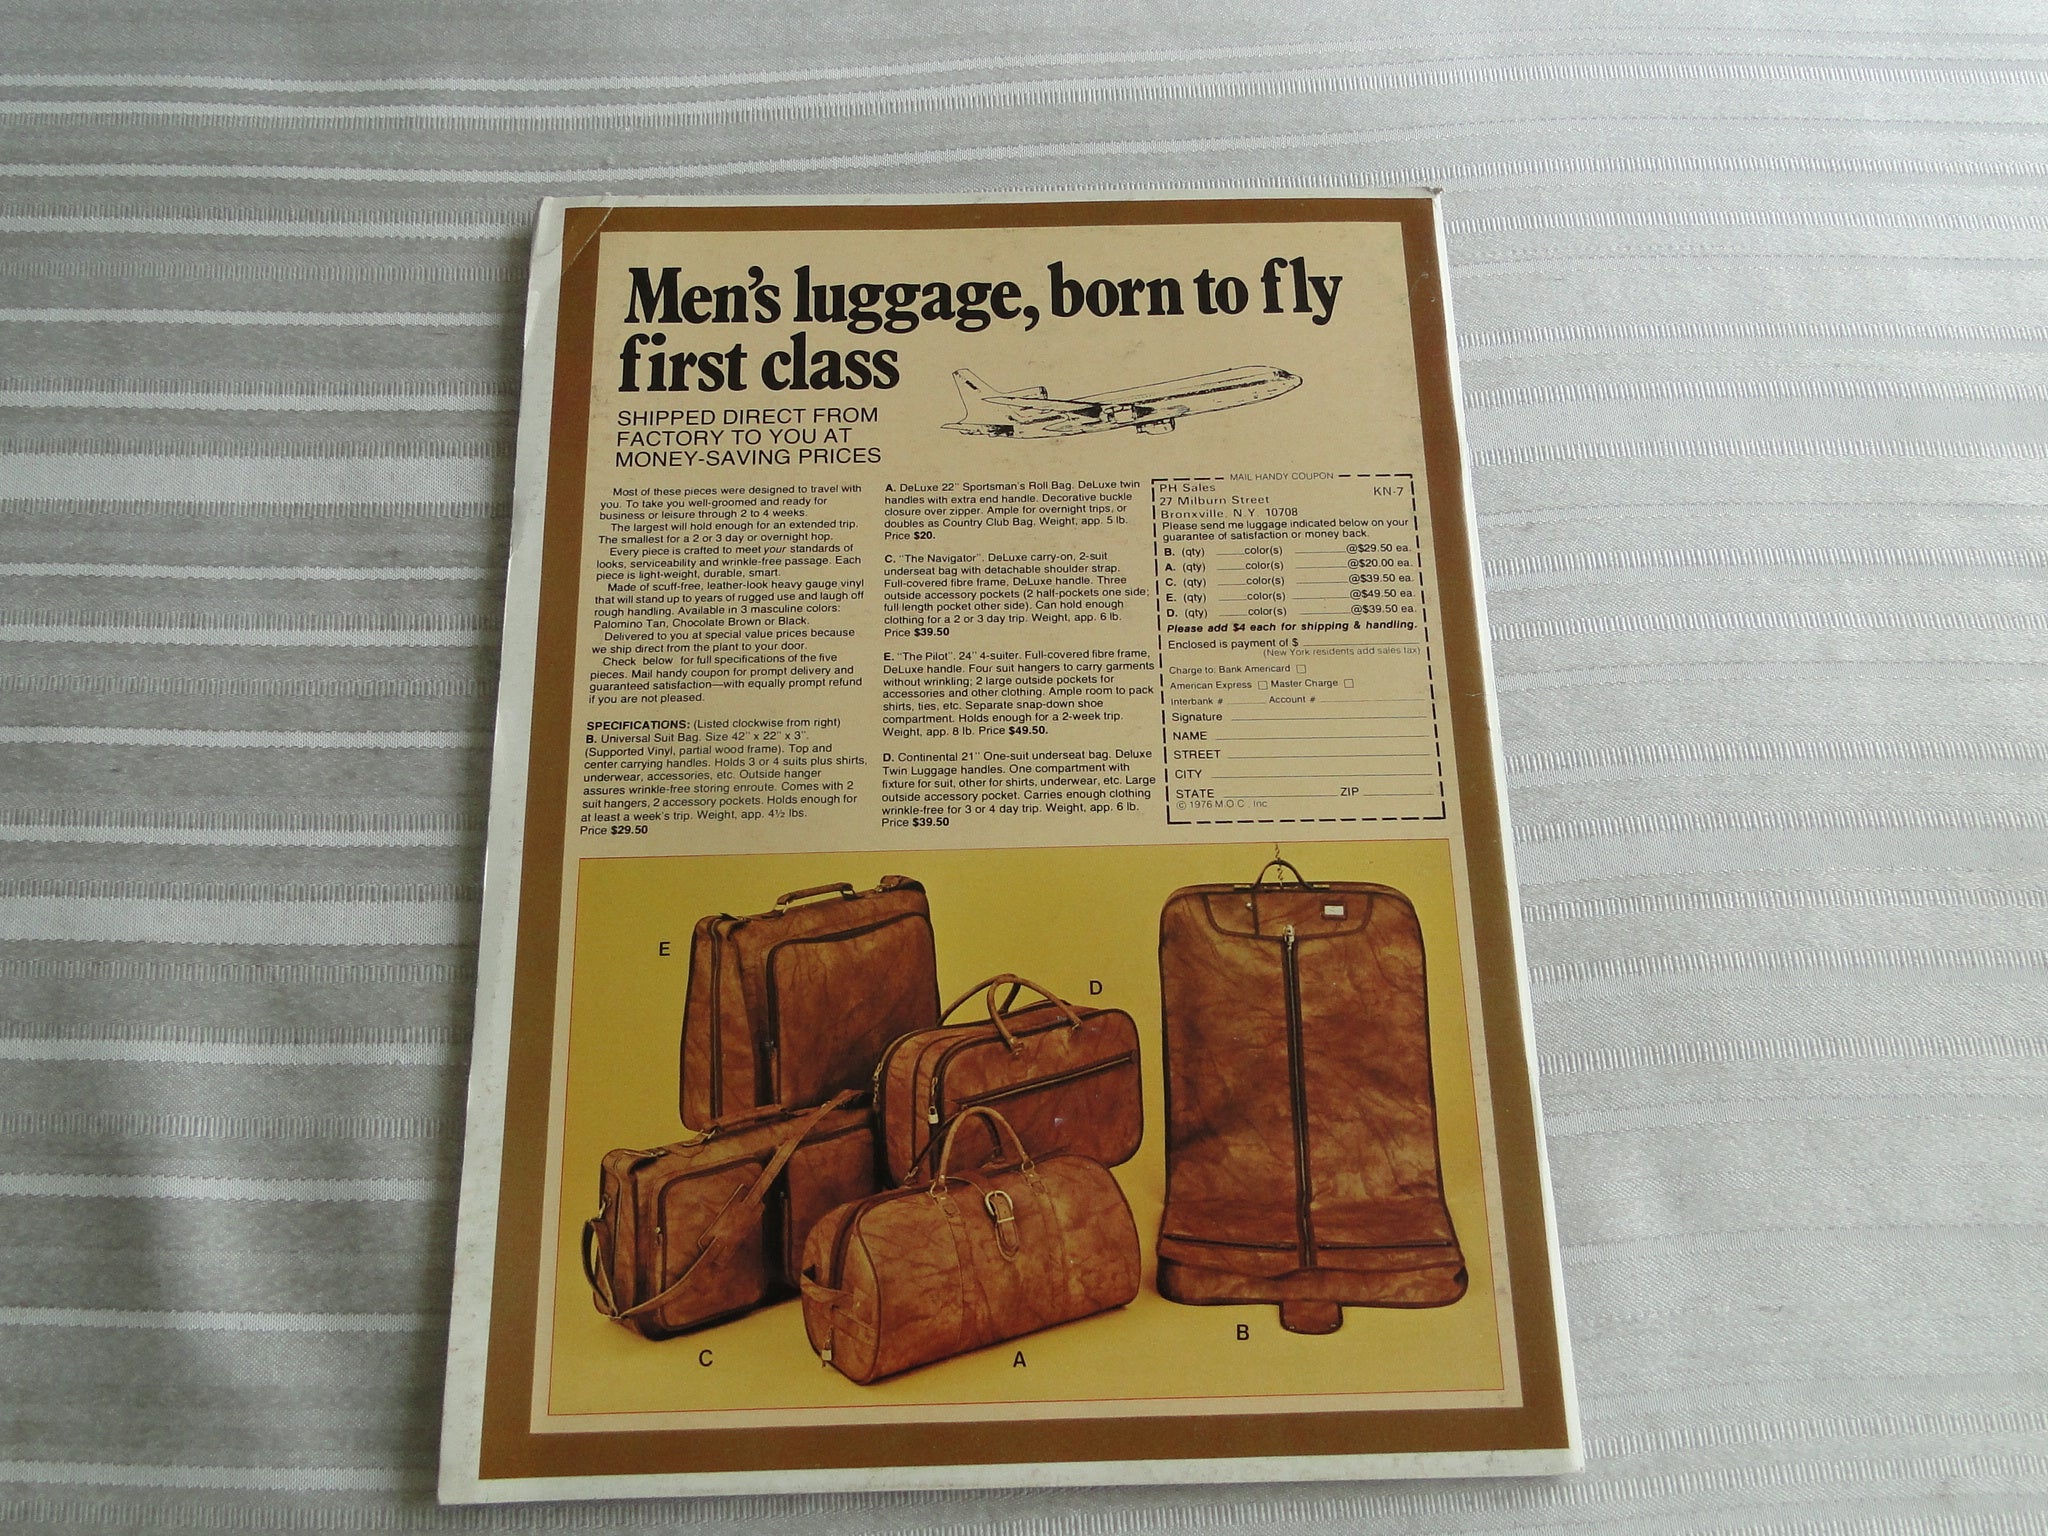 Men's luggage, born to fly
first class
SHIPPED DIRECT FROM
FACTORY TO YOU AT
MONEY-SAVING PRICES
Most of these pieces were designed to travel with
you. To take you well-groomed and ready for
business or leisure through 2 to 4 weeks.
The largest will hold enough for an extended trip.
The smallest for a 2 or 3 day or overnight hop.
Every piece is crafted to meet your standards of
looks, serviceability and wrinkle-free passage. Each
piece is light-weight, durable, smart.
Made of scuff-free, leather-look heavy gauge vinyl
that will stand up to years of rugged use and laugh off
rough handling. Available in 3 masculine colors:
Palomino Tan, Chocolate Brown or Black.
Delivered to you at special value prices because
we ship direct from the plant to your door.
Check below for full specifications of the five
pieces. Mail handy coupon for prompt delivery and
guaranteed satisfaction—with equally prompt refund
if you are not pleased.
SPECIFICATIONS: (Listed clockwise from right)
B. Universal Suit Bag. Size 42" x 22" x 3".
(Supported Vinyl, partial wood frame). Top and
center carrying handles. Holds 3 or 4 suits plus shirts,
underwear, accessories, etc. Outside hanger
assures wrinkle-free storing enroute. Comes with 2
suit hangers, 2 accessory pockets. Holds enough for
at least a week's trip. Weight, app. 4½ lbs.
Price $29.50
A. DeLuxe 22" Sportsman's Roll Bag. DeLuxe twin
handles with extra end handle. Decorative buckle
closure over zipper. Ample for overnight trips, or
doubles as Country Club Bag. Weight, app. 5 lb.
Price $20.
C. "The Navigator". DeLuxe carry-on, 2-suit
underseat bag with detachable shoulder strap.
Full-covered fibre frame, DeLuxe handle. Three
outside accessory pockets (2 half-pockets one side;
full length pocket other side). Can hold enough
clothing for a 2 or 3 day trip. Weight, app. 6 lb.
Price $39.50
E. "The Pilot". 24" 4-suiter. Full-covered fibre frame,
DeLuxe handle. Four suit hangers to carry garments
without wrinkling; 2 large outside pockets for
accessories and other clothing. Ample room to pack
shirts, ties, etc. Separate snap-down shoe
compartment. Holds enough for a 2-week trip.
Weight, app. 8 lb. Price $49.50.
D. Continental 21" One-suit underseat bag. Deluxe
Twin Luggage handles. One compartment with
fixture for suit, other for shirts, underwear, etc. Large
outside accessory pocket. Carries enough clothing
wrinkle-free for 3 or 4 day trip. Weight, app. 6 lb.
Price $39.50
MAIL HANDY COUPON
PH Sales KN-7
27 Milburn Street
Bronxville, N.Y. 10708
Please send me luggage indicated below on your
guarantee of satisfaction or money back.
B. (qty) ____color(s) ________@$29.50 ea.
A. (qty) ____color(s) ________@$20.00 ea.
C. (qty) ____color(s) ________@$39.50 ea.
E. (qty) ____color(s) ________@$49.50 ea.
D. (qty) ____color(s) ________@$39.50 ea.
Please add $4 each for shipping & handling.
Enclosed is payment of $ ________
(New York residents add sales tax)
Charge to: Bank Americard □
American Express □ Master Charge □
Interbank # ______ Account # ________
Signature ________
NAME ________
STREET ________
CITY ________
STATE ________ ZIP ________
© 1976 M.O.C. Inc
E
D
B
C
A